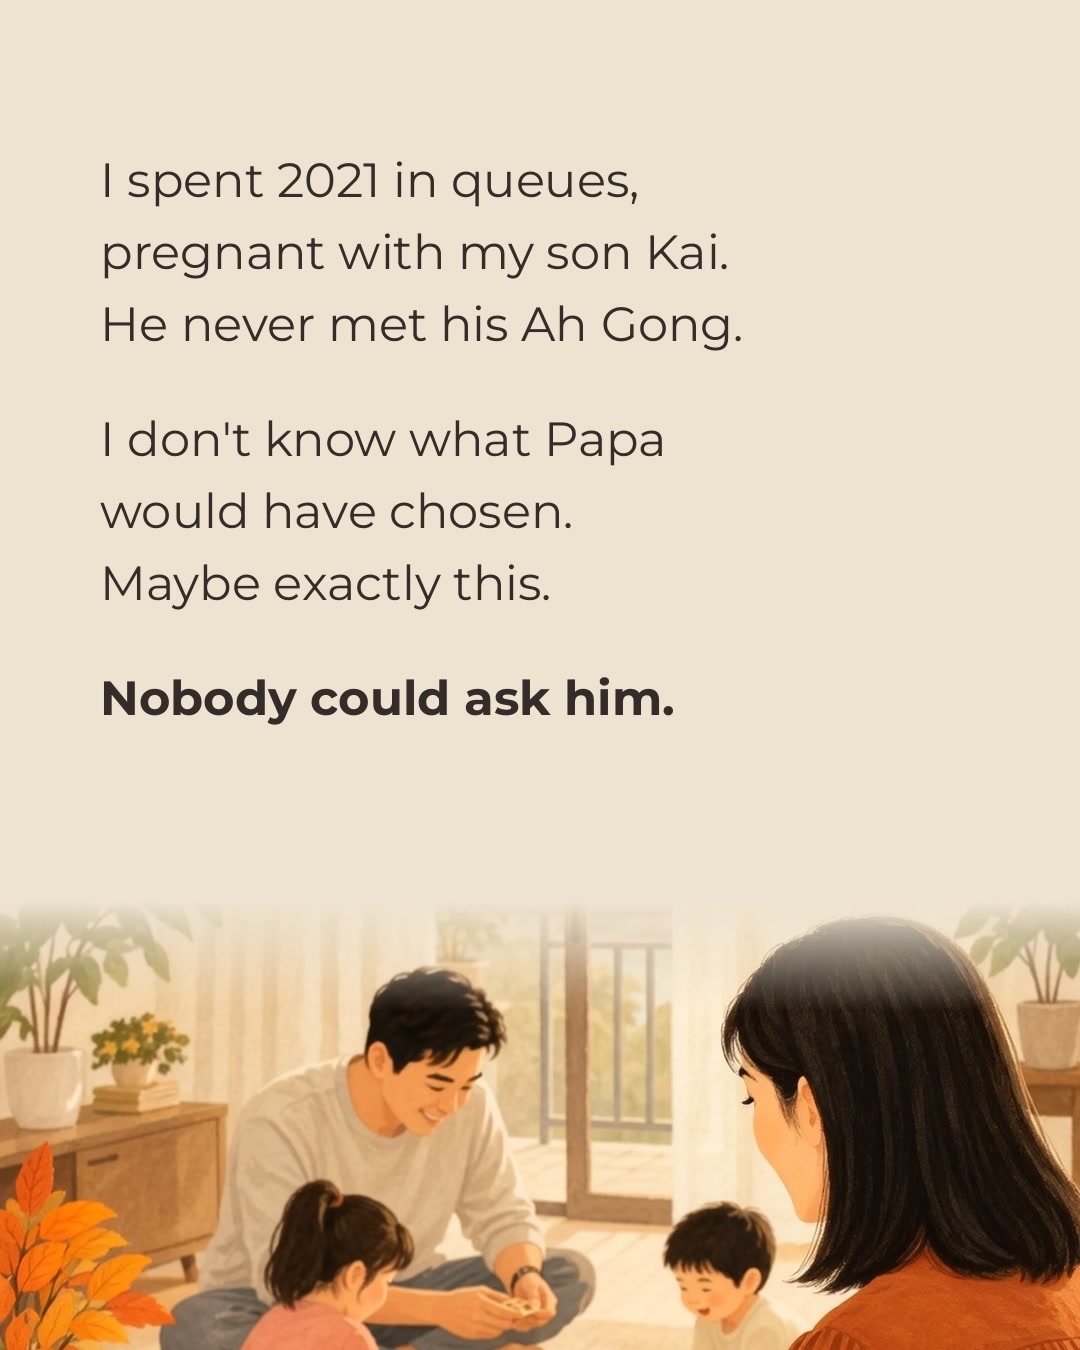 I spent 2021 in queues,
pregnant with my son Kai.
He never met his Ah Gong.
I don't know what Papa
would have chosen.
Maybe exactly this.
Nobody could ask him.